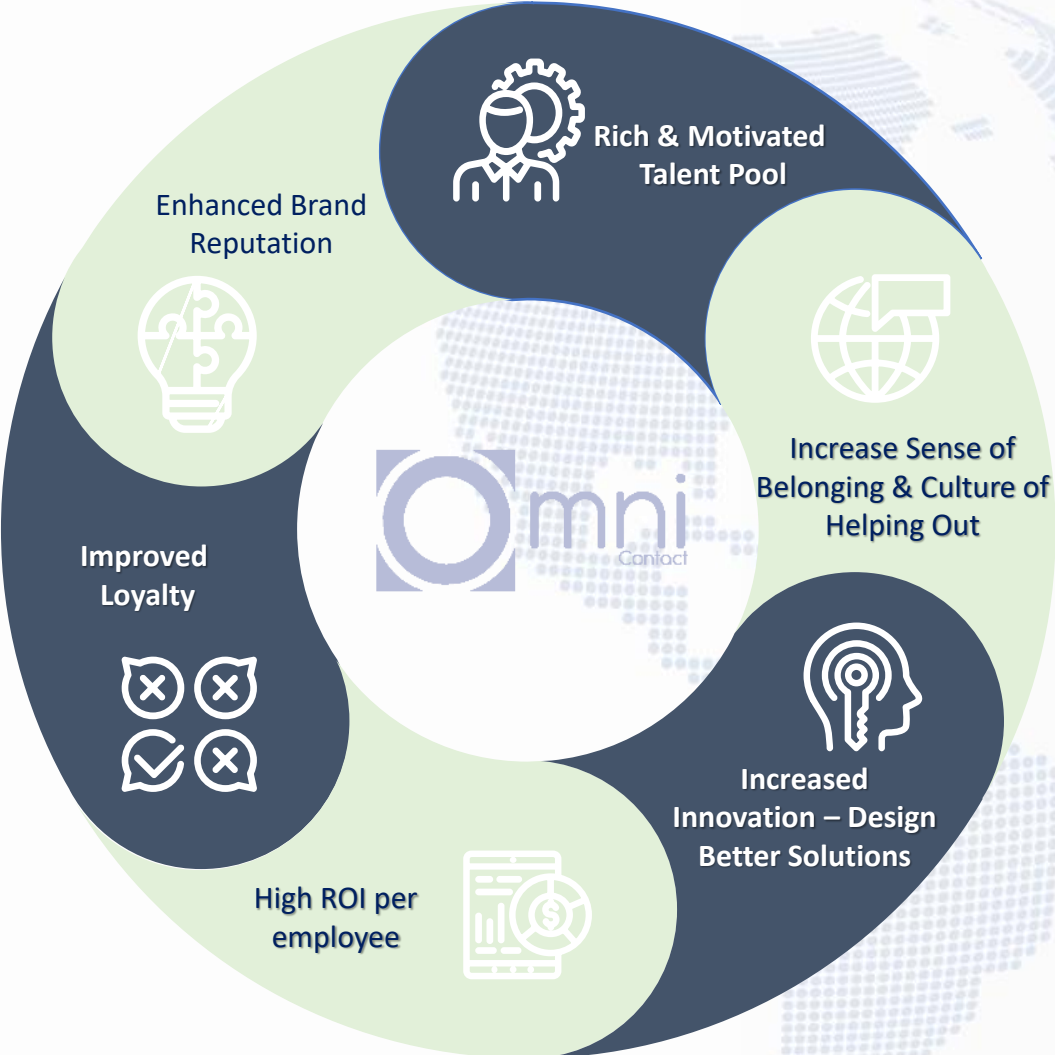 Rich & Motivated
Talent Pool
Enhanced Brand
Reputation
Increase Sense of
Belonging & Culture of
Helping Out
Omni
Contact
Improved
Loyalty
Increased
Innovation – Design
Better Solutions
High ROI per
employee
$